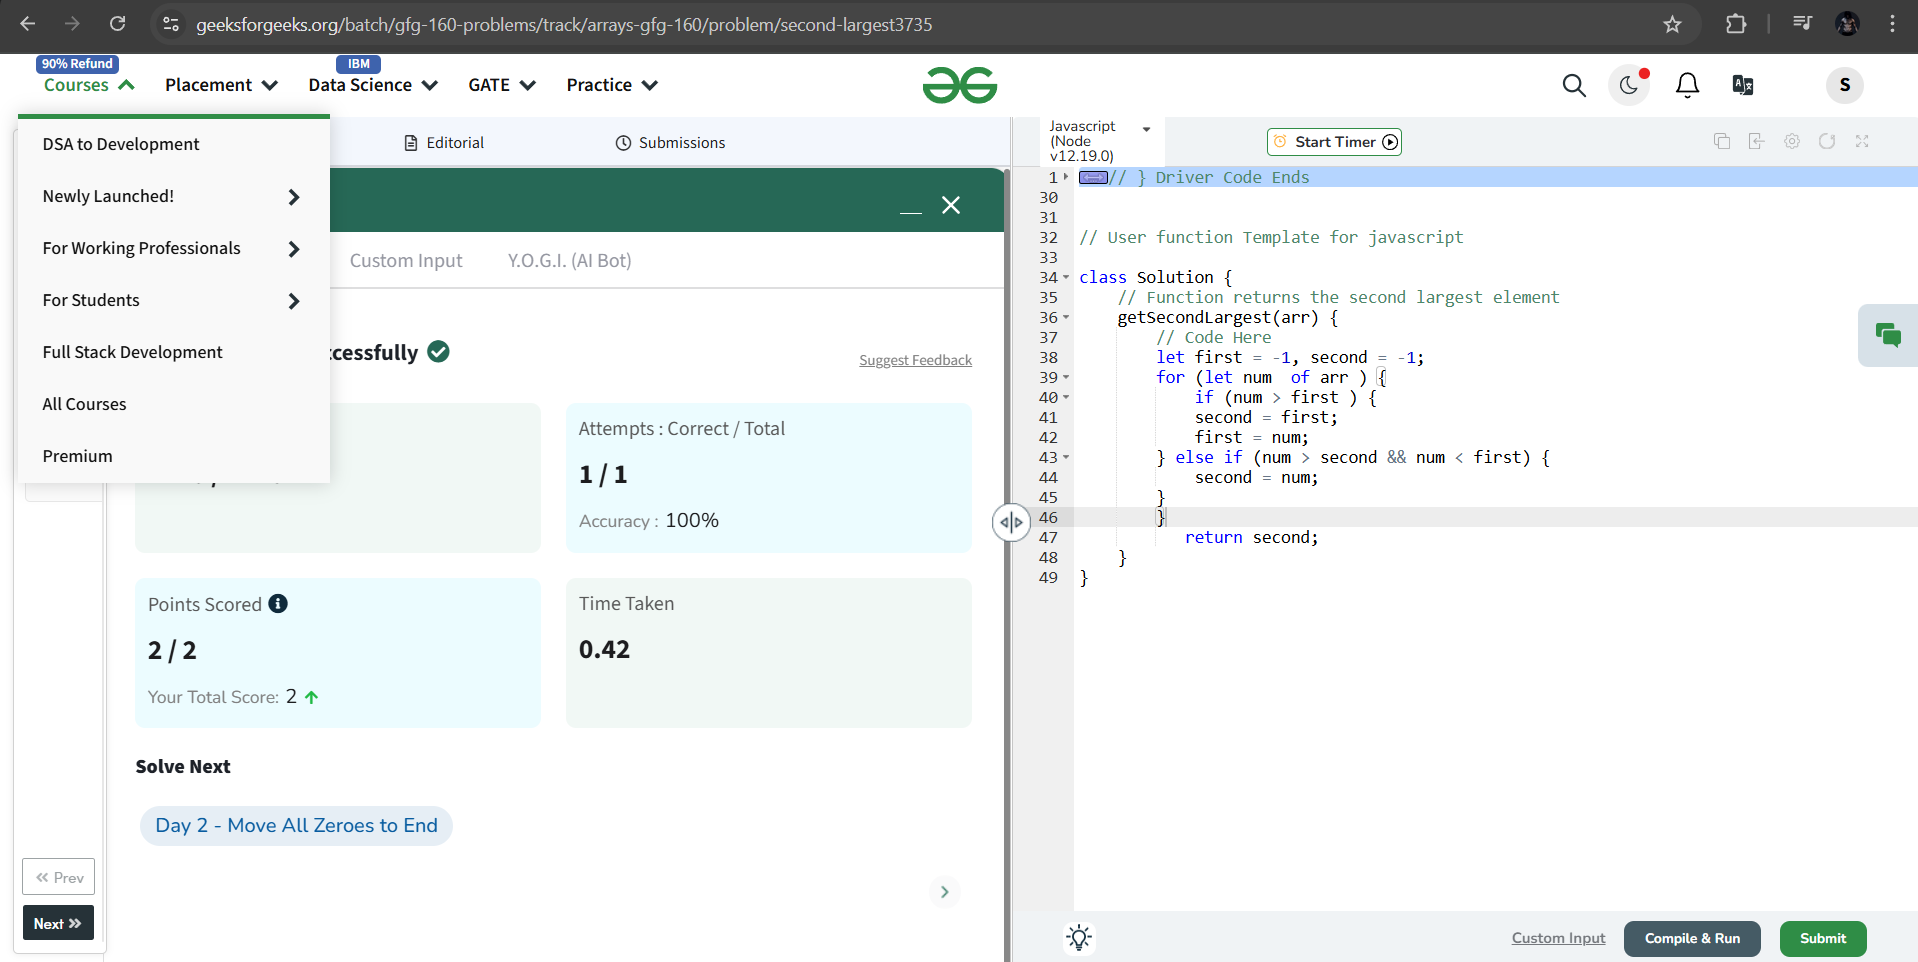 geeksforgeeks.org/batch/gfg-160-problems/track/arrays-gfg-160/problem/second-largest3735
90% Refund
IBM
Courses
Placement
Data Science
GATE
Practice
S
DSA to Development
Newly Launched!
For Working Professionals
For Students
Full Stack Development
All Courses
Premium
Editorial
Submissions
Custom Input
Y.O.G.I. (AI Bot)
ccessfully
Suggest Feedback
Attempts : Correct / Total
1 / 1
Accuracy : 100%
Points Scored
2 / 2
Your Total Score: 2
Time Taken
0.42
Solve Next
Day 2 - Move All Zeroes to End
Prev
Next
Javascript
(Node
v12.19.0)
Start Timer
1 // } Driver Code Ends
30
31
32 // User function Template for javascript
33
34 class Solution {
35 // Function returns the second largest element
36 getSecondLargest(arr) {
37 // Code Here
38 let first = -1, second = -1;
39 for (let num  of arr ) {
40 if (num > first ) {
41 second = first;
42 first = num;
43 } else if (num > second && num < first) {
44 second = num;
45 }
46 }
47 return second;
48 }
49 }
Custom Input
Compile & Run
Submit